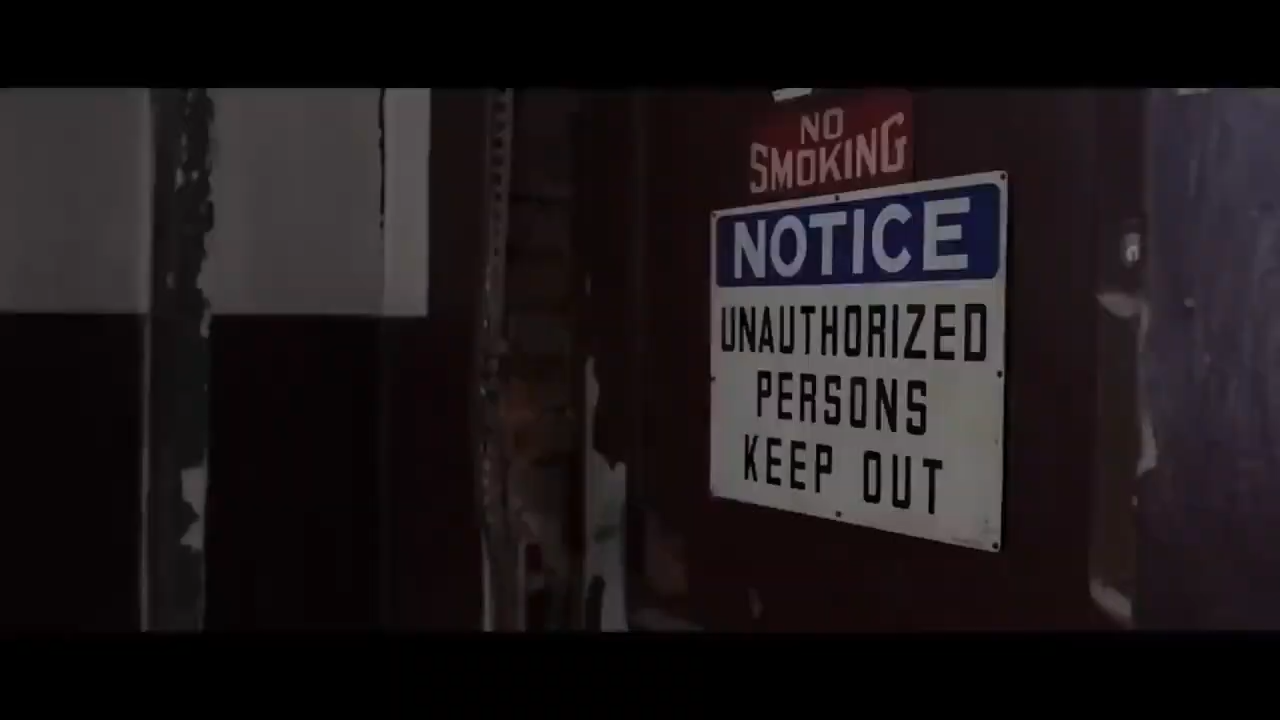 NO
SMOKING
NOTICE
UNAUTHORIZED
PERSONS
KEEP OUT